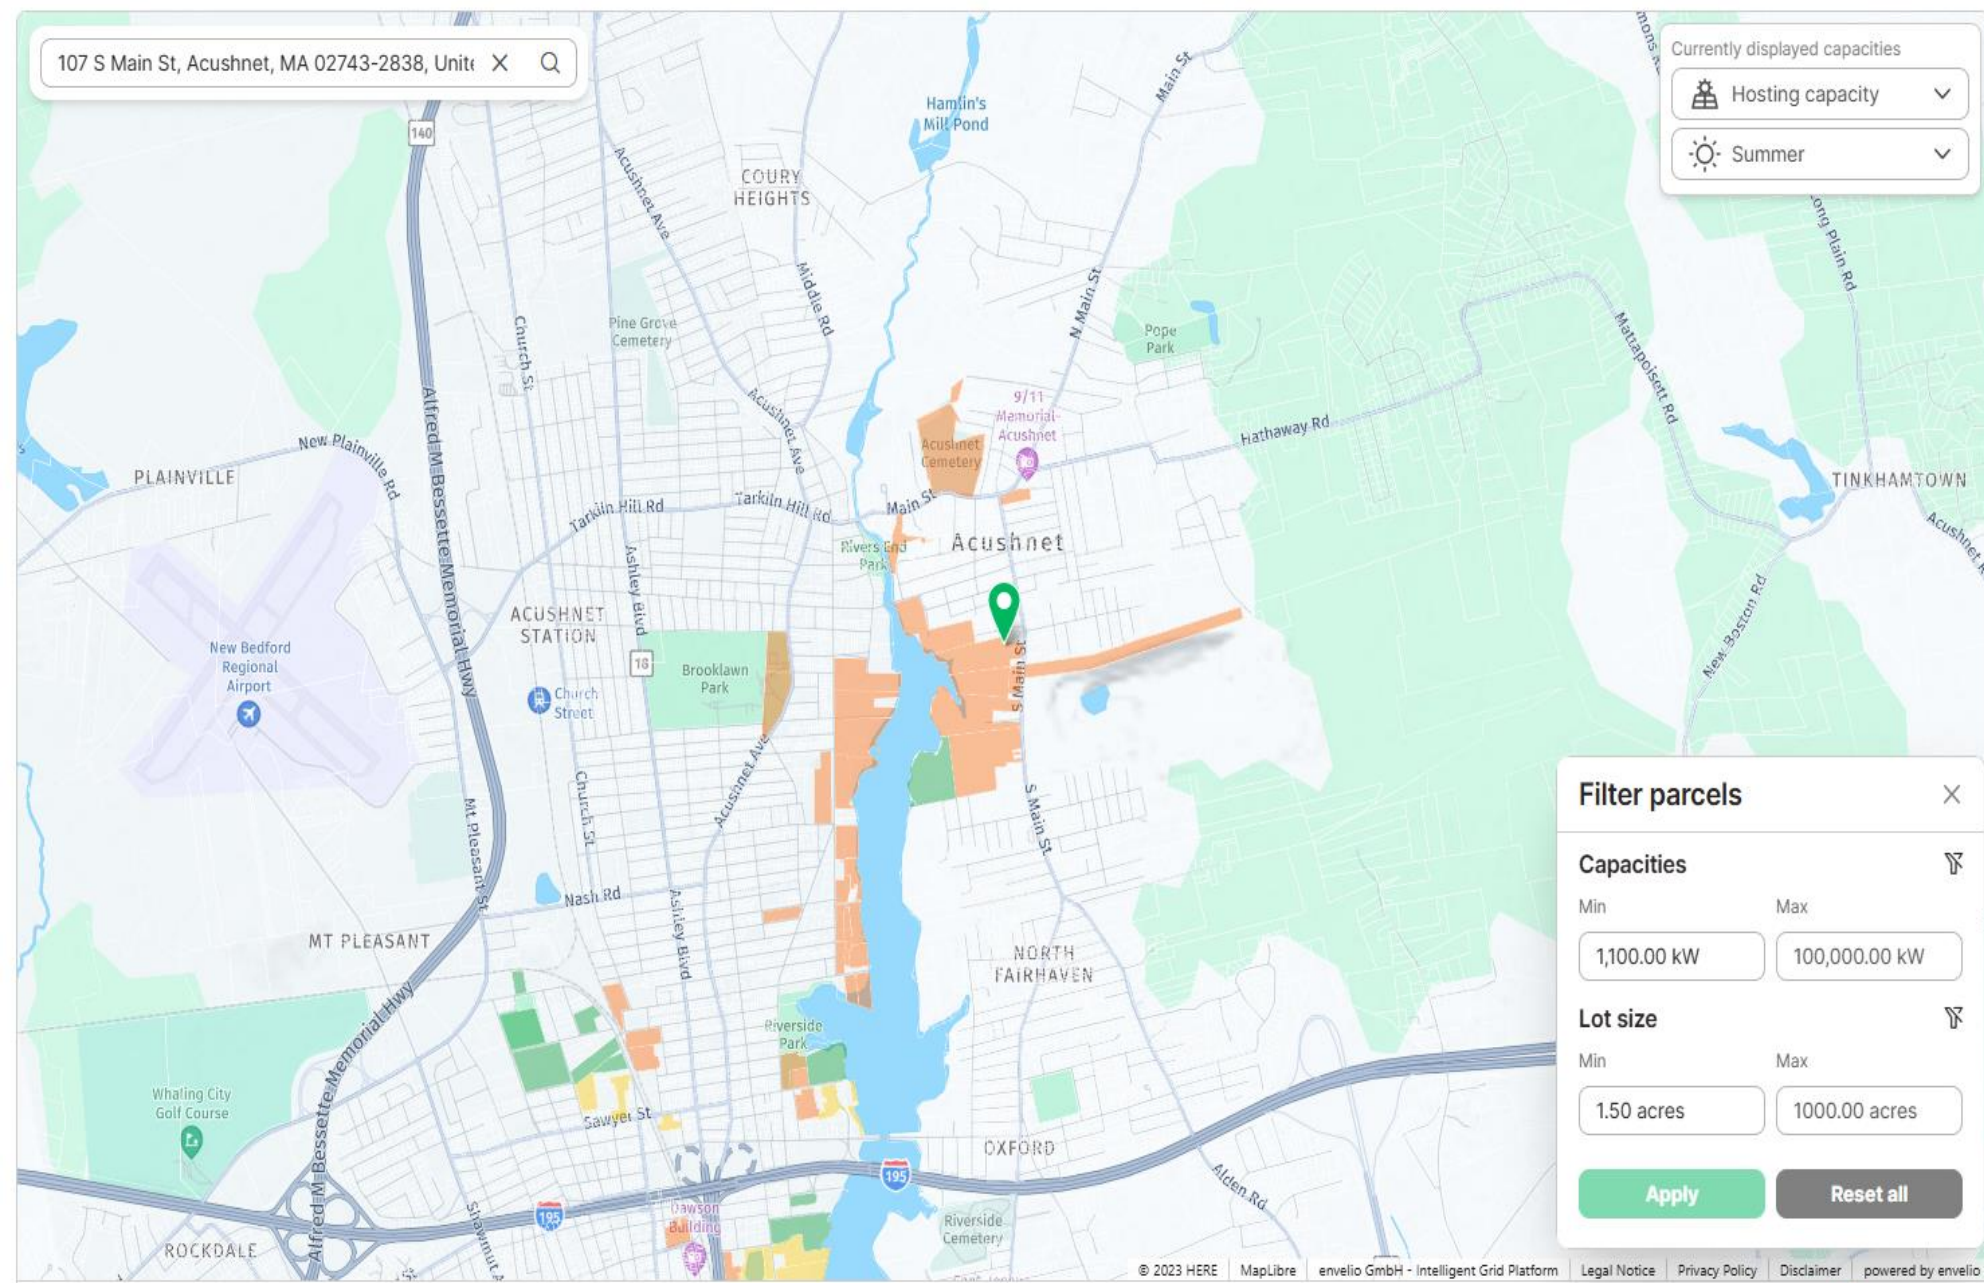 107 S Main St, Acushnet, MA 02743-2838, Unite
Currently displayed capacities
Hosting capacity
Summer
140
Hamlin's
Mill Pond
Main St
COURY
HEIGHTS
Acushnet Ave
Middle Rd
Long Plain Rd
Pine Grove
Cemetery
Church St
N Main St
Pope
Park
Mattapoisett Rd
Alfred M Bessette Memorial Hwy
Acushnet Ave
9/11
Memorial-
Acushnet
Acushnet
Cemetery
Hathaway Rd
New Plainville Rd
PLAINVILLE
TINKHAMTOWN
Tarkiln Hill Rd
Tarkiln Hill Rd
Main St
Acushnet
Rivers End
Park
Acushnet
Ashley Blvd
ACUSHNET
STATION
New Boston Rd
New Bedford
Regional
Airport
18
Brooklawn
Park
S Main St
Church
Street
Acushnet Ave
Church St
Mt Pleasant St
S Main St
Nash Rd
Ashley Blvd
MT PLEASANT
NORTH
FAIRHAVEN
Alfred M Bessette Memorial Hwy
Riverside
Park
Whaling City
Golf Course
Sawyer St
OXFORD
195
195
Alden Rd
Shawmut A
Dawson
Building
Riverside
Cemetery
ROCKDALE
Filter parcels
Capacities
Min
Max
1,100.00 kW
100,000.00 kW
Lot size
Min
Max
1.50 acres
1000.00 acres
Apply
Reset all
© 2023 HERE | MapLibre | envelio GmbH - Intelligent Grid Platform | Legal Notice | Privacy Policy | Disclaimer | powered by envelio